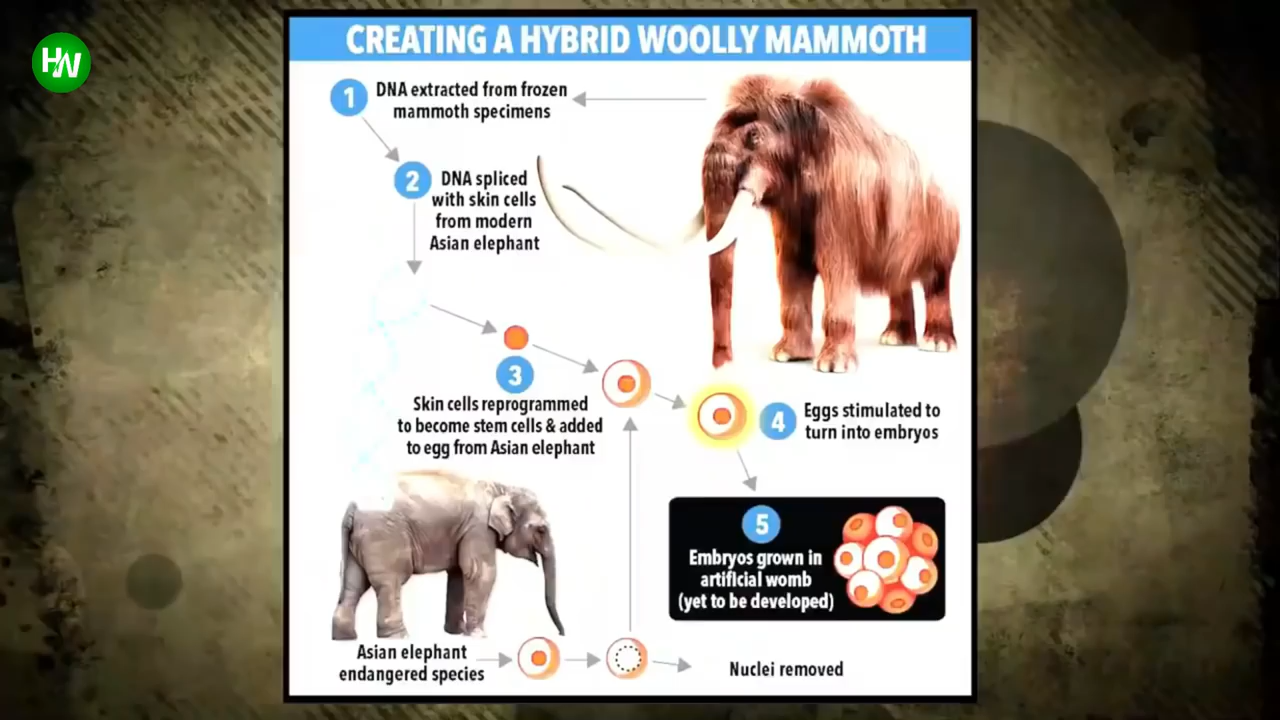 HW
CREATING A HYBRID WOOLLY MAMMOTH
1
DNA extracted from frozen
mammoth specimens
2
DNA spliced
with skin cells
from modern
Asian elephant
3
Skin cells reprogrammed
to become stem cells & added
to egg from Asian elephant
4
Eggs stimulated to
turn into embryos
5
Embryos grown in
artificial womb
(yet to be developed)
Asian elephant
endangered species
Nuclei removed